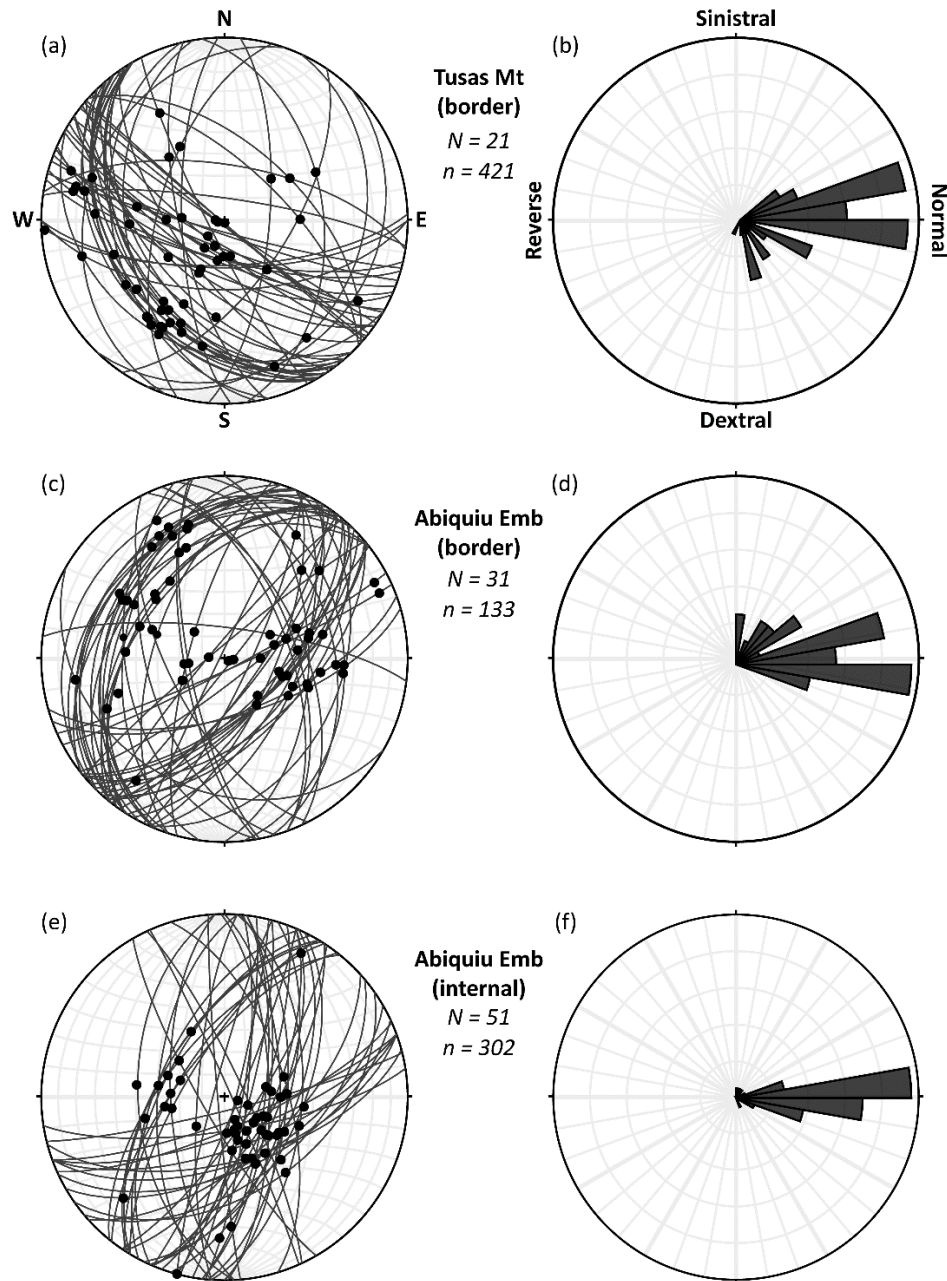 (a)
N
W
E
S
Tusas Mt
(border)
N = 21
n = 421
(b)
Sinistral
Reverse
Normal
Dextral
(c)
Abiquiu Emb
(border)
N = 31
n = 133
(d)
(e)
Abiquiu Emb
(internal)
N = 51
n = 302
(f)